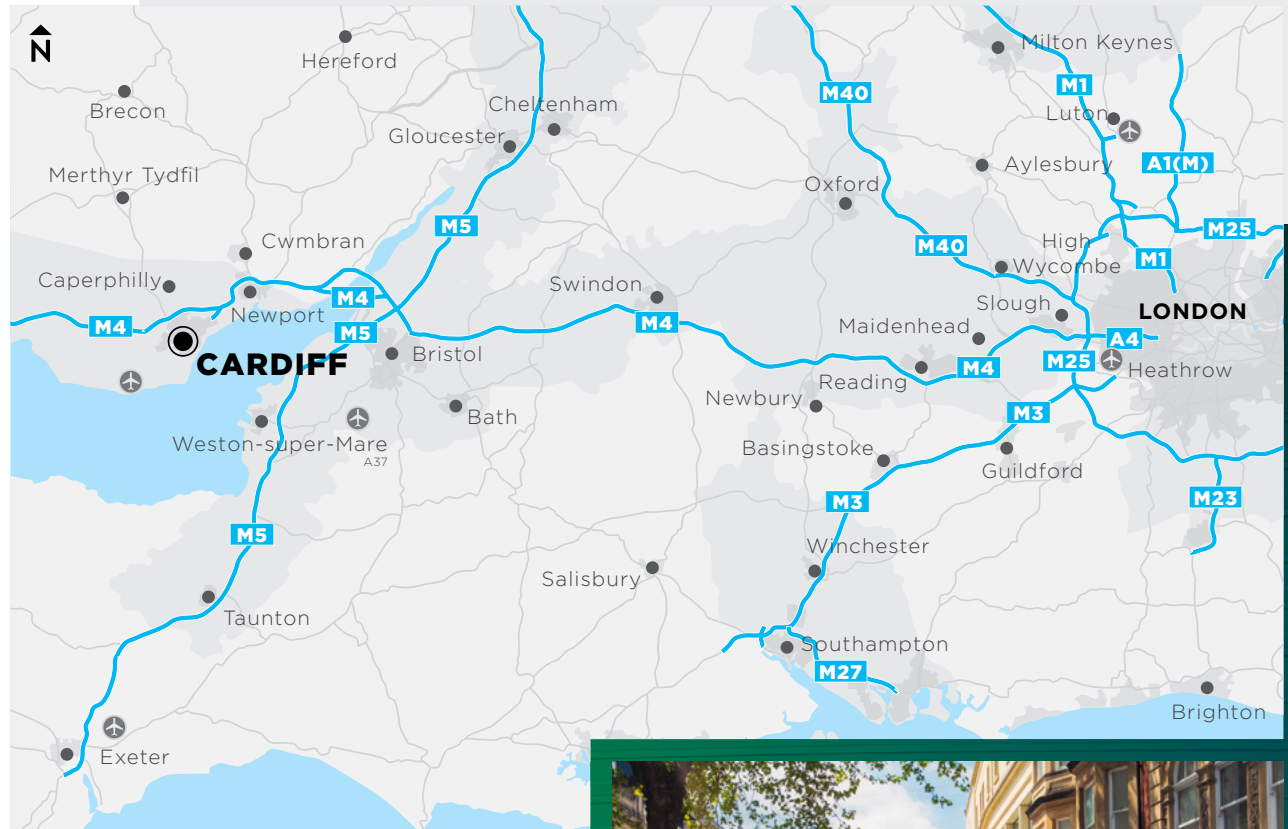 N
Hereford
Brecon
Merthyr Tydfil
Cheltenham
Gloucester
M5
Cwmbran
Caperphilly
Newport
M4
M4
M5
CARDIFF
Bristol
Bath
Weston-super-Mare
A37
M5
Taunton
Exeter
Swindon
M4
Salisbury
M40
Oxford
M40
Milton Keynes
M1
Luton
A1(M)
Aylesbury
M25
High
Wycombe
M1
Slough
LONDON
Maidenhead
A4
M25
Heathrow
M4
Reading
Newbury
M3
Basingstoke
Guildford
M3
M23
Winchester
Southampton
M27
Brighton